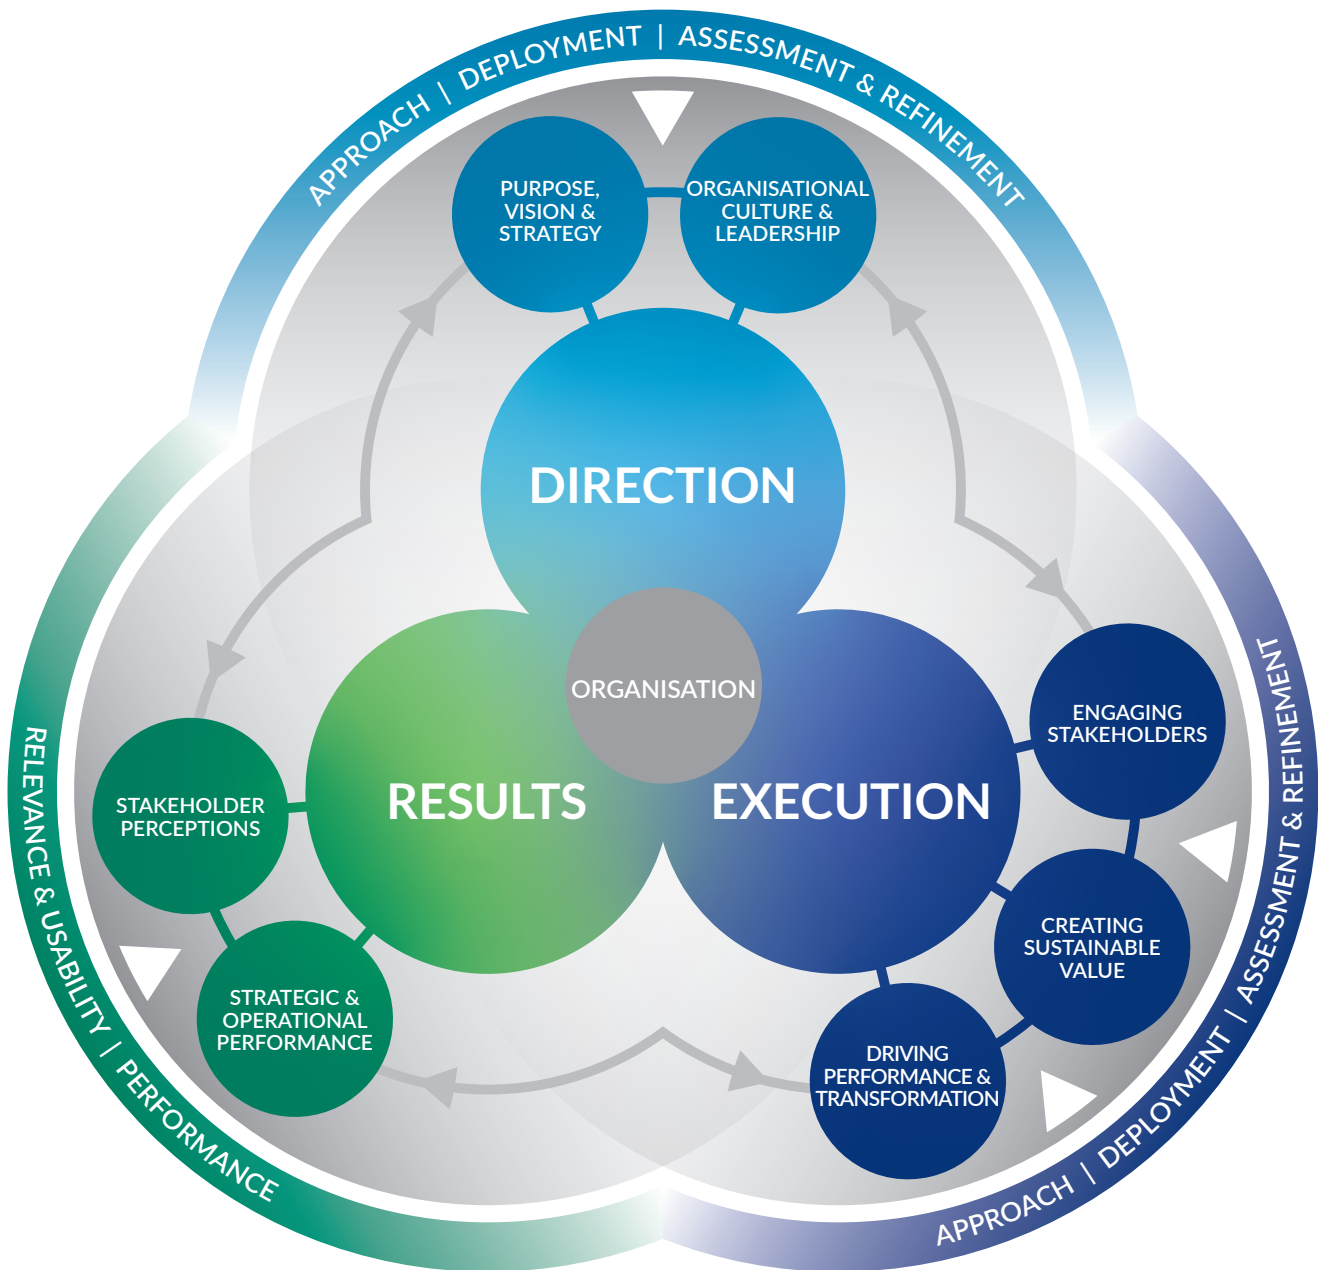 APPROACH | DEPLOYMENT | ASSESSMENT & REFINEMENT
PURPOSE,
VISION &
STRATEGY
ORGANISATIONAL
CULTURE &
LEADERSHIP
DIRECTION
ORGANISATION
RESULTS
EXECUTION
ENGAGING
STAKEHOLDERS
CREATING
SUSTAINABLE
VALUE
DRIVING
PERFORMANCE &
TRANSFORMATION
APPROACH | DEPLOYMENT | ASSESSMENT & REFINEMENT
STAKEHOLDER
PERCEPTIONS
STRATEGIC &
OPERATIONAL
PERFORMANCE
RELEVANCE & USABILITY | PERFORMANCE